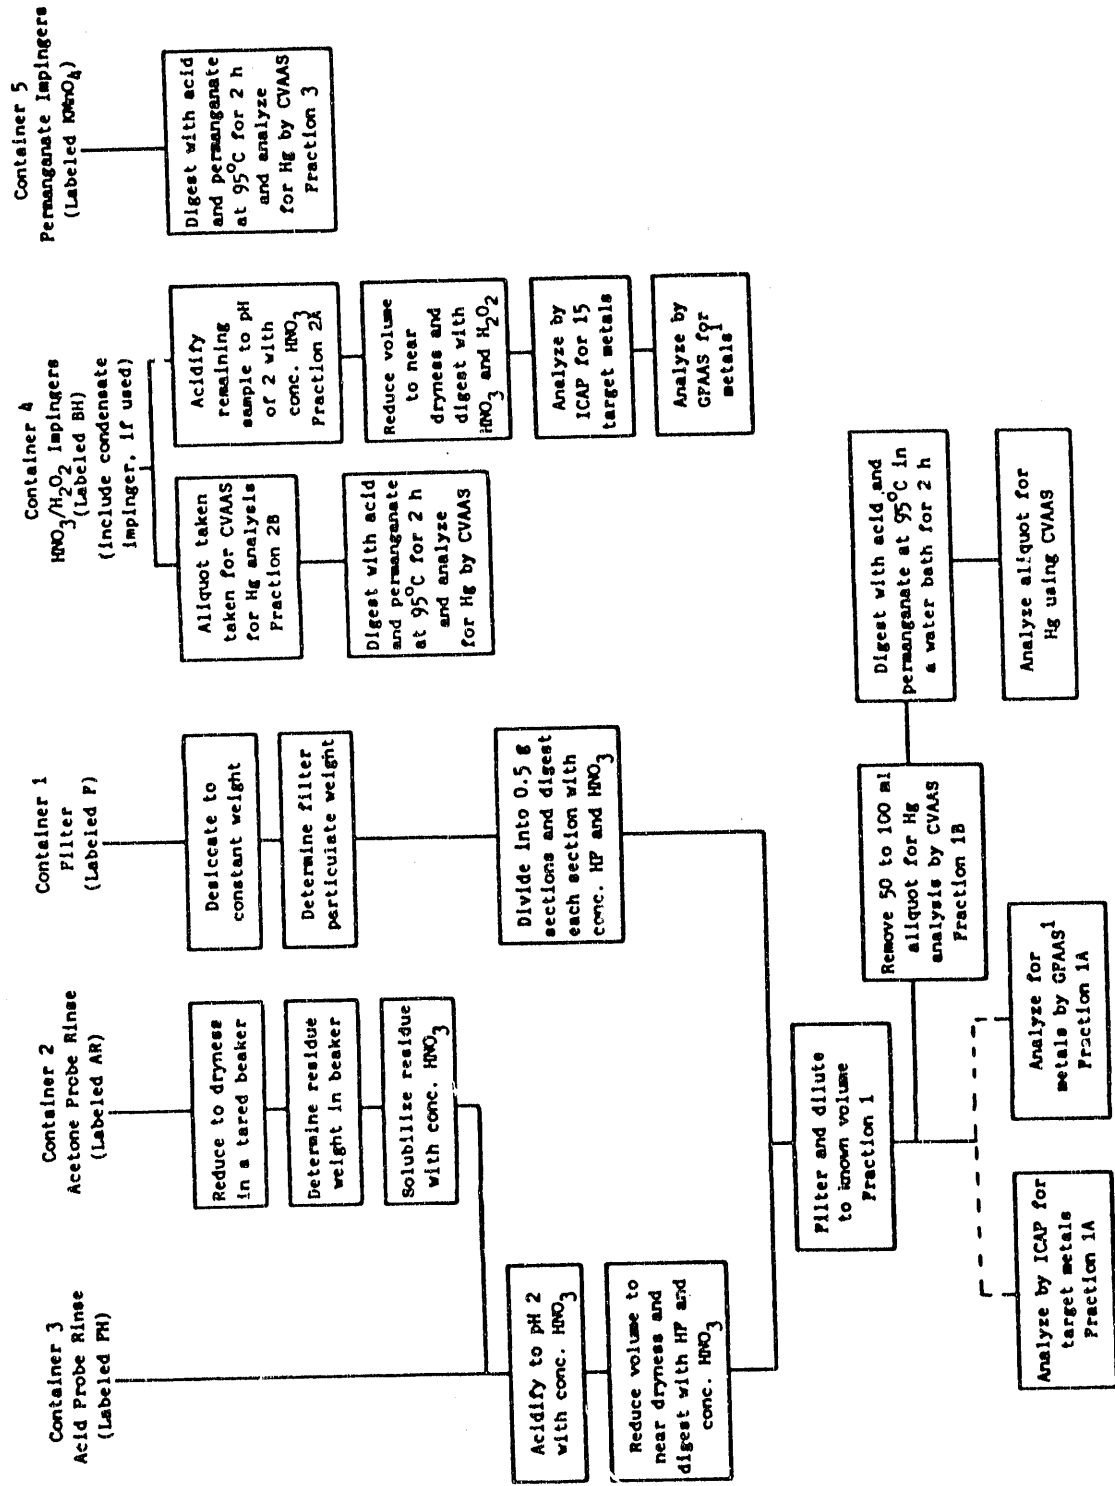 Container 3
Acid Probe Rinse
(Labeled PH)
Acidify to pH 2
with conc. HNO3
Reduce volume to
near dryness and
digest with HF and
conc. HNO3
Container 2
Acetone Probe Rinse
(Labeled AR)
Reduce to dryness
in a tared beaker
Determine residue
weight in beaker
Solubilize residue
with conc. HNO3
Container 1
Filter
(Labeled F)
Desiccate to
constant weight
Determine filter
particulate weight
Divide into 0.5 g
sections and digest
each section with
conc. HF and HNO3
Filter and dilute
to known volume
Fraction 1
Analyze by ICAP for
target metals
Fraction 1A
Analyze for
metals by GFAAS1
Fraction 1A
Remove 50 to 100 ml
aliquot for Hg
analysis by CVAAS
Fraction 1B
Digest with acid and
permanganate at 95°C in
a water bath for 2 h
Analyze aliquot for
Hg using CVAAS
Container 4
HNO3/H2O2 Impingers
(Labeled BH)
(include condensate
impinger, if used)
Aliquot taken
taken for CVAAS
for Hg analysis
Fraction 2B
Digest with acid
and permanganate
at 95°C for 2 h
and analyze
for Hg by CVAAS
Acidify
remaining
sample to pH
of 2 with
conc. HNO3
Fraction 2A
Reduce volume
to near
dryness and
digest with
HNO3 and H2O2
Analyze by
ICAP for 15
target metals
Analyze by
GFAAS for
metals1
Container 5
Permanganate Impingers
(Labeled KMnO4)
Digest with acid
and permanganate
at 95°C for 2 h
and analyze
for Hg by CVAAS
Fraction 3